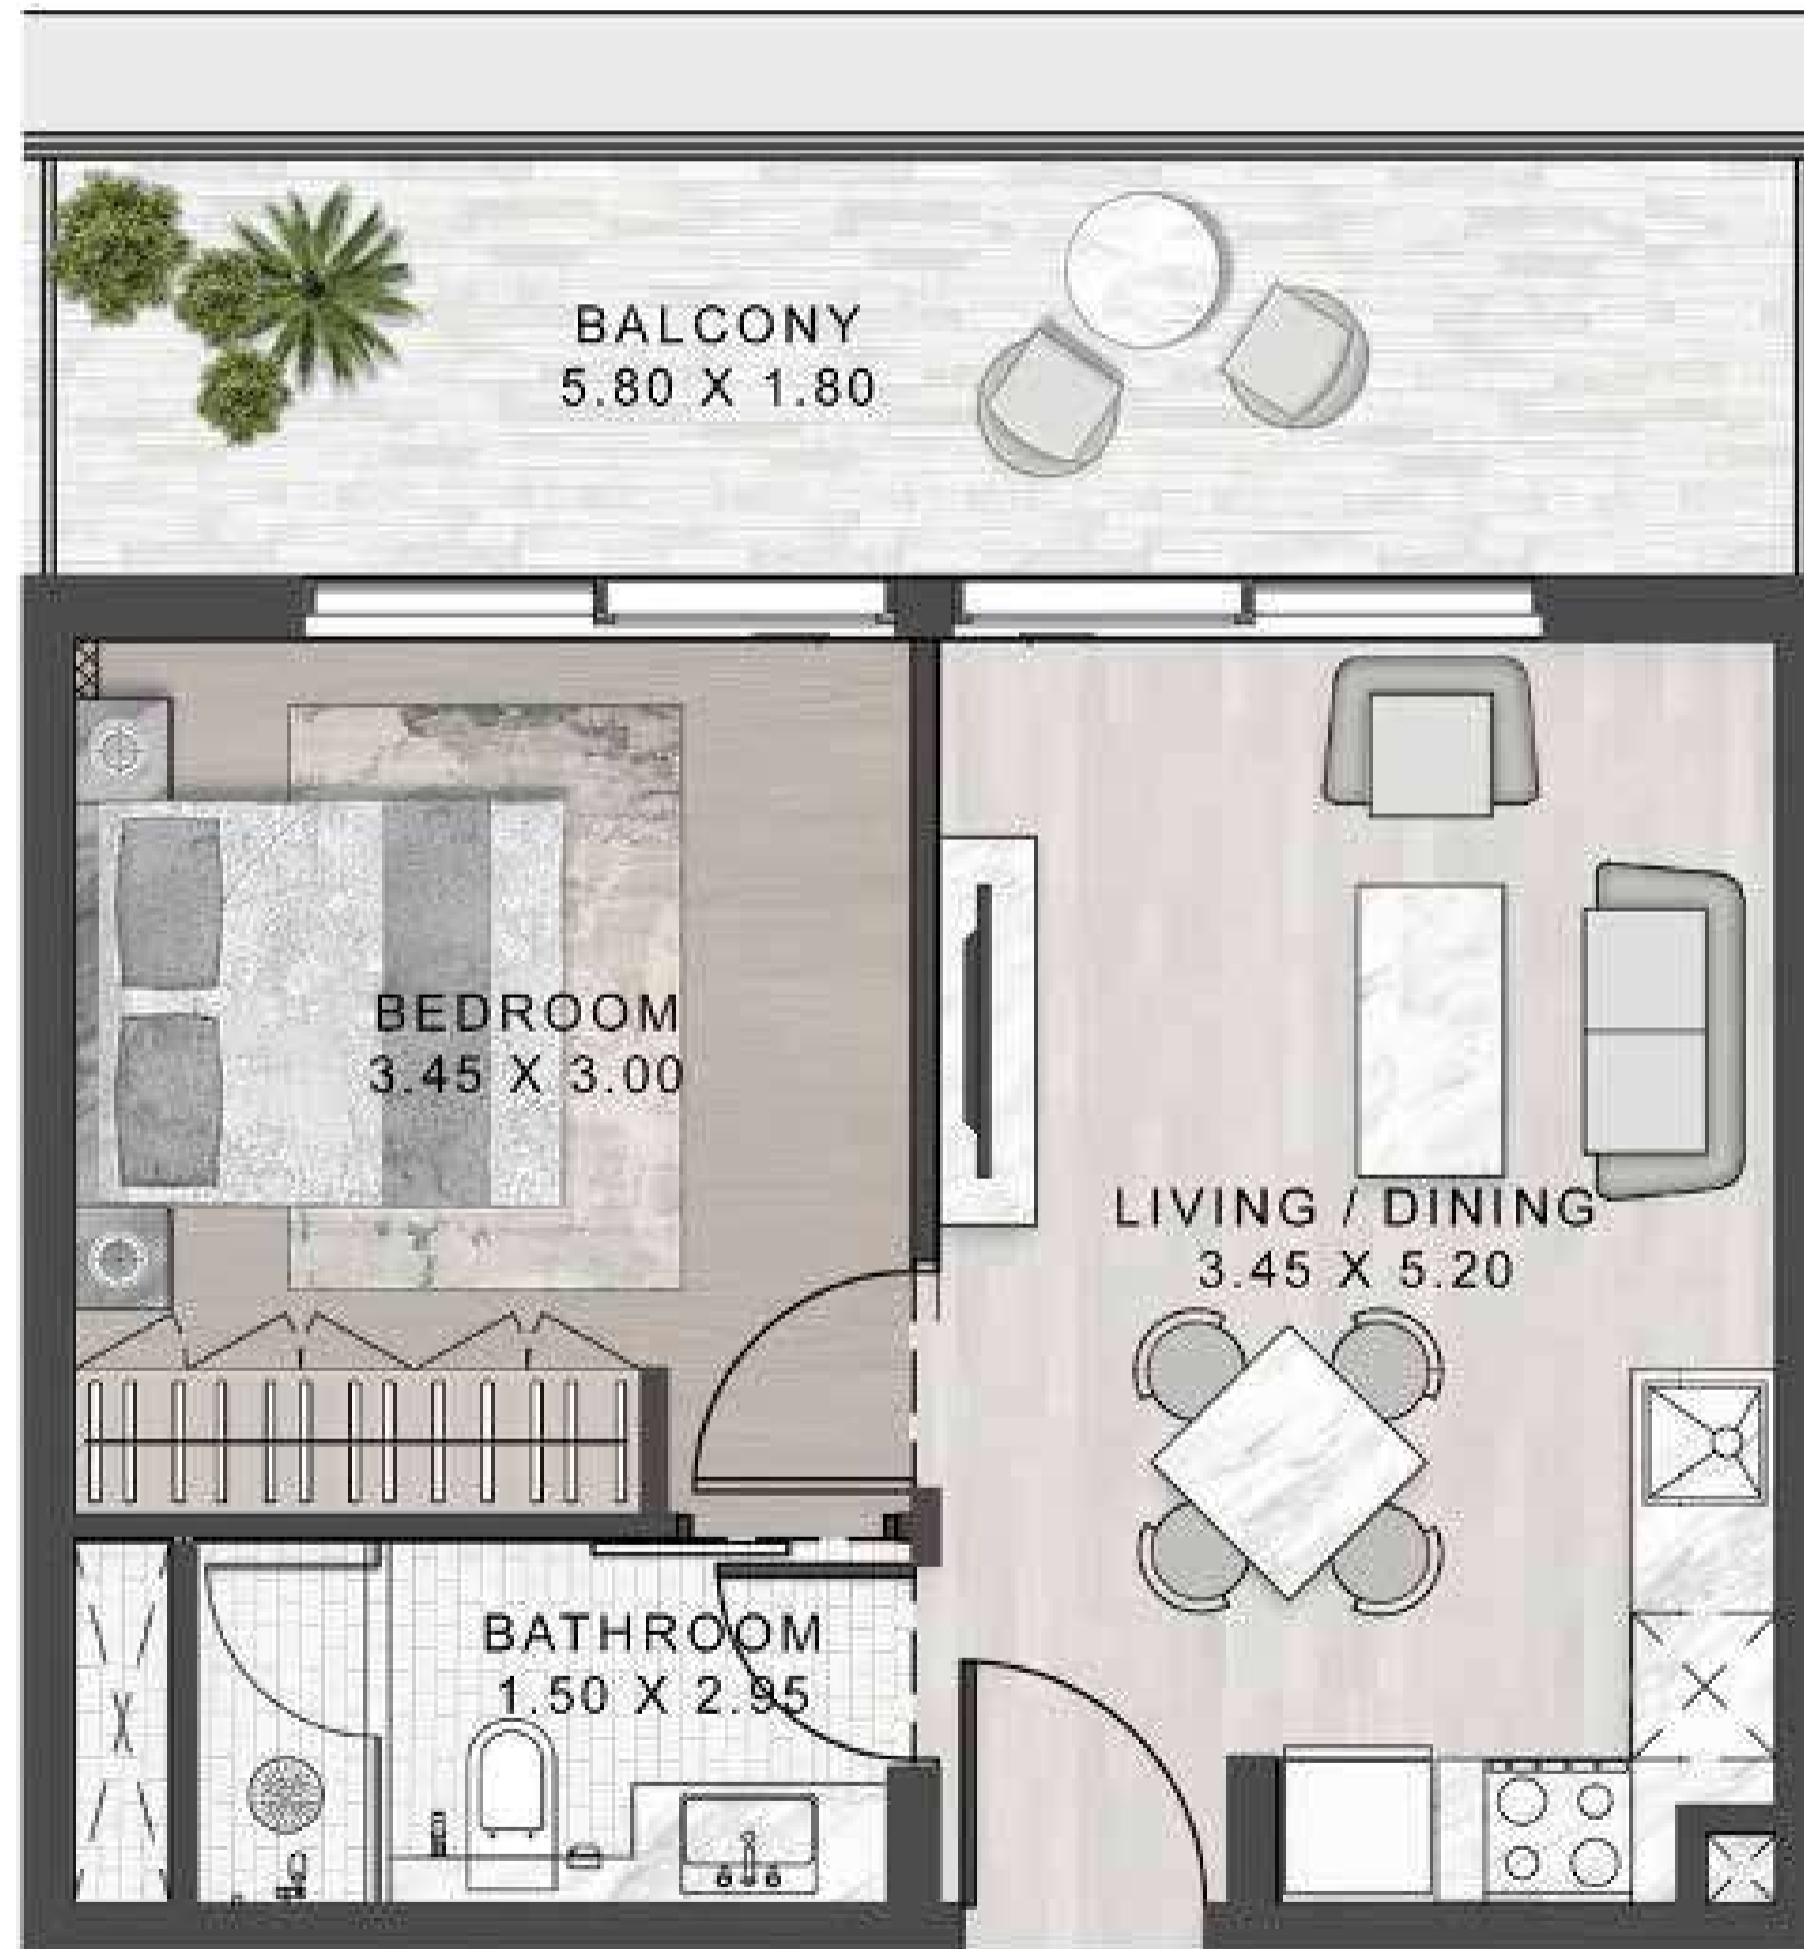 BALCONY
5.80 X 1.80
BEDROOM
3.45 X 3.00
LIVING / DINING
3.45 X 5.20
BATHROOM
1.50 X 2.95